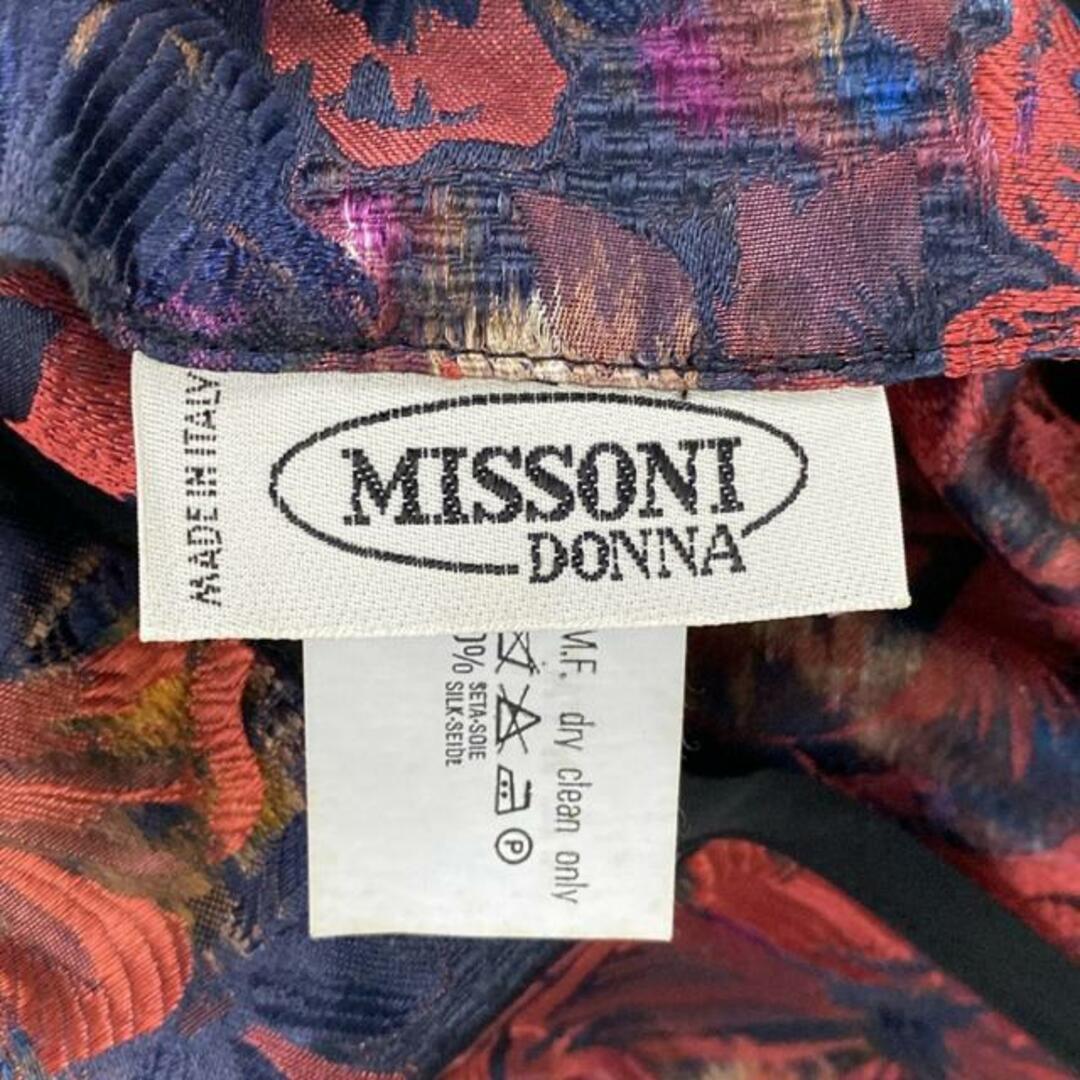 MADE IN ITALY
MISSONI
DONNA
M.F. dry clean only
P
0%
SETA-SOIE
SILK-SEIDE